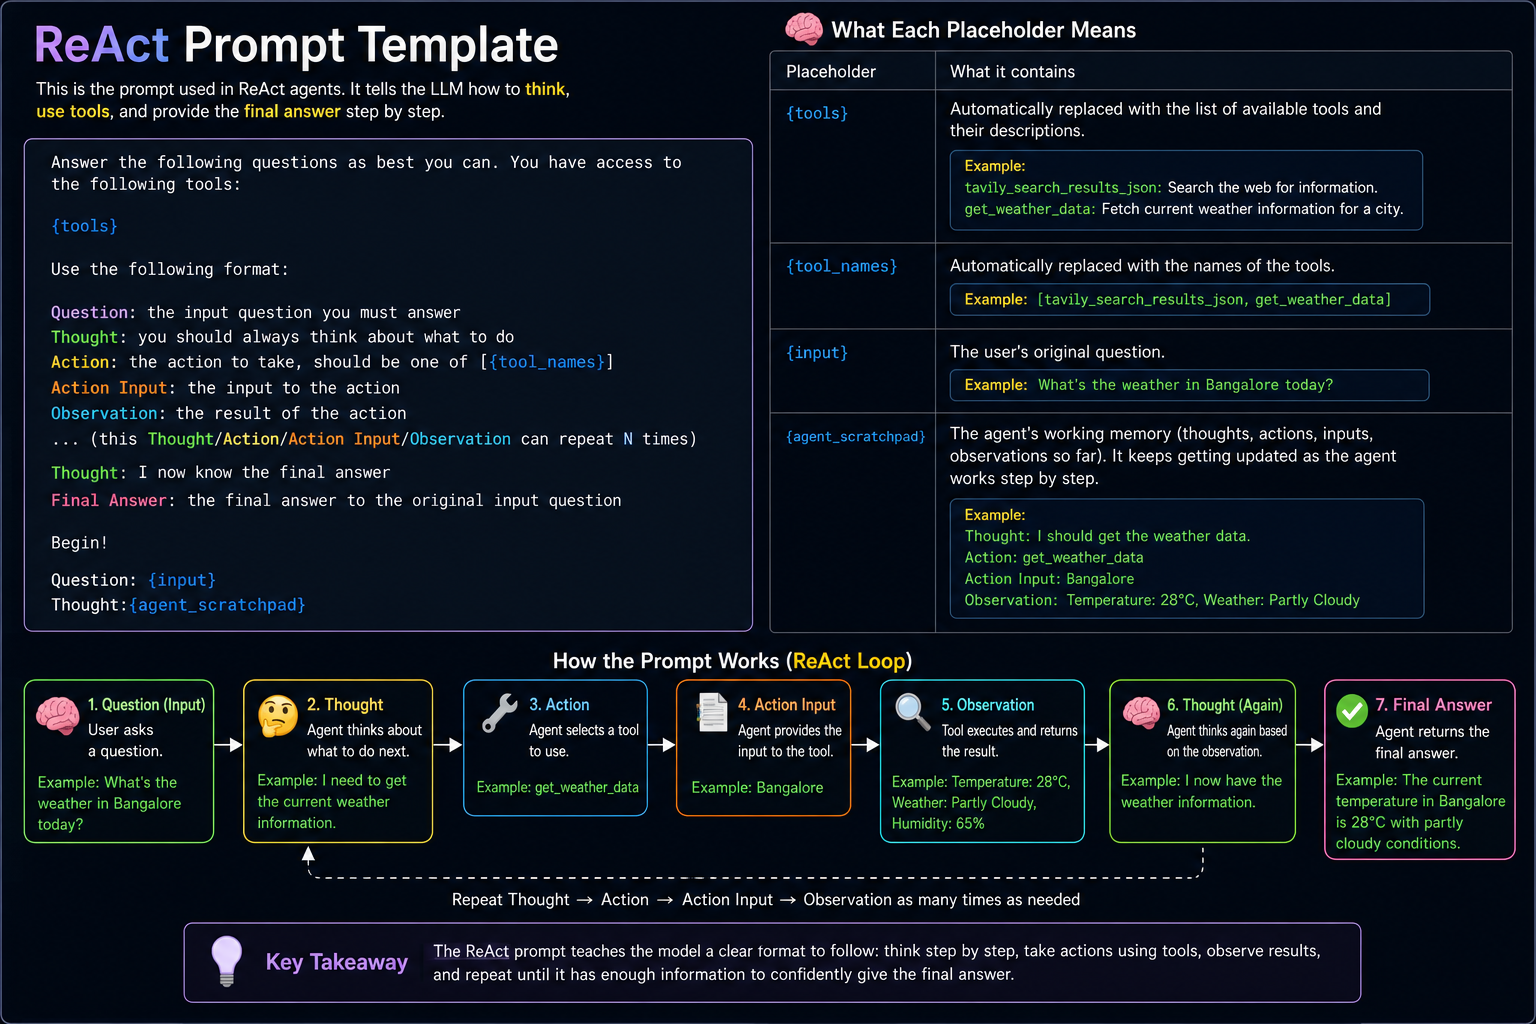 ReAct Prompt Template
This is the prompt used in ReAct agents. It tells the LLM how to think,
use tools, and provide the final answer step by step.
Answer the following questions as best you can. You have access to
the following tools:
{tools}
Use the following format:
Question: the input question you must answer
Thought: you should always think about what to do
Action: the action to take, should be one of [{tool_names}]
Action Input: the input to the action
Observation: the result of the action
... (this Thought/Action/Action Input/Observation can repeat N times)
Thought: I now know the final answer
Final Answer: the final answer to the original input question
Begin!
Question: {input}
Thought:{agent_scratchpad}
What Each Placeholder Means
Placeholder
What it contains
{tools}
Automatically replaced with the list of available tools and
their descriptions.
Example:
tavily_search_results_json: Search the web for information.
get_weather_data: Fetch current weather information for a city.
{tool_names}
Automatically replaced with the names of the tools.
Example: [tavily_search_results_json, get_weather_data]
{input}
The user's original question.
Example: What's the weather in Bangalore today?
{agent_scratchpad}
The agent's working memory (thoughts, actions, inputs,
observations so far). It keeps getting updated as the agent
works step by step.
Example:
Thought: I should get the weather data.
Action: get_weather_data
Action Input: Bangalore
Observation: Temperature: 28°C, Weather: Partly Cloudy
How the Prompt Works (ReAct Loop)
1. Question (Input)
User asks
a question.
Example: What's the
weather in Bangalore
today?
2. Thought
Agent thinks about
what to do next.
Example: I need to get
the current weather
information.
3. Action
Agent selects a tool
to use.
Example: get_weather_data
4. Action Input
Agent provides the
input to the tool.
Example: Bangalore
5. Observation
Tool executes and returns
the result.
Example: Temperature: 28°C,
Weather: Partly Cloudy,
Humidity: 65%
6. Thought (Again)
Agent thinks again based
on the observation.
Example: I now have the
weather information.
7. Final Answer
Agent returns the
final answer.
Example: The current
temperature in Bangalore
is 28°C with partly
cloudy conditions.
Repeat Thought → Action → Action Input → Observation as many times as needed
Key Takeaway
The ReAct prompt teaches the model a clear format to follow: think step by step, take actions using tools, observe results,
and repeat until it has enough information to confidently give the final answer.